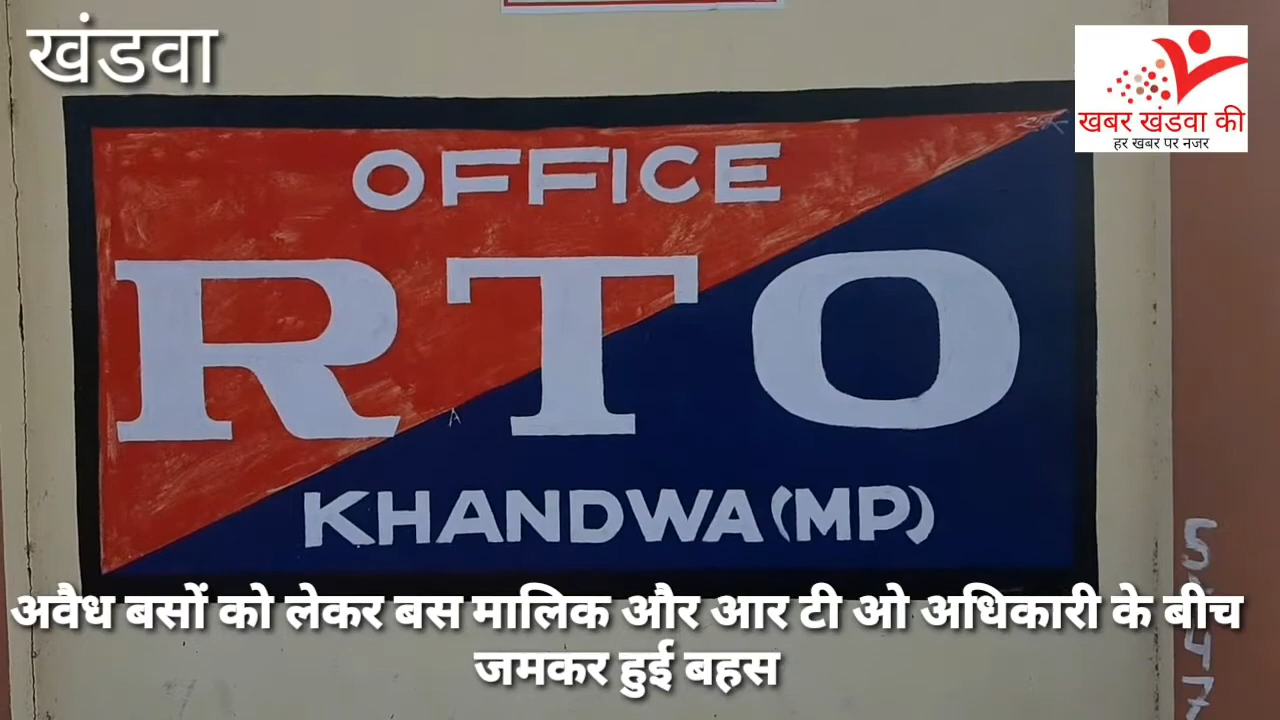 खंडवा
खबर खंडवा की
हर खबर पर नजर
OFFICE
RTO
KHANDWA (MP)
अवैध बसों को लेकर बस मालिक और आर टी ओ अधिकारी के बीच
जमकर हुई बहस